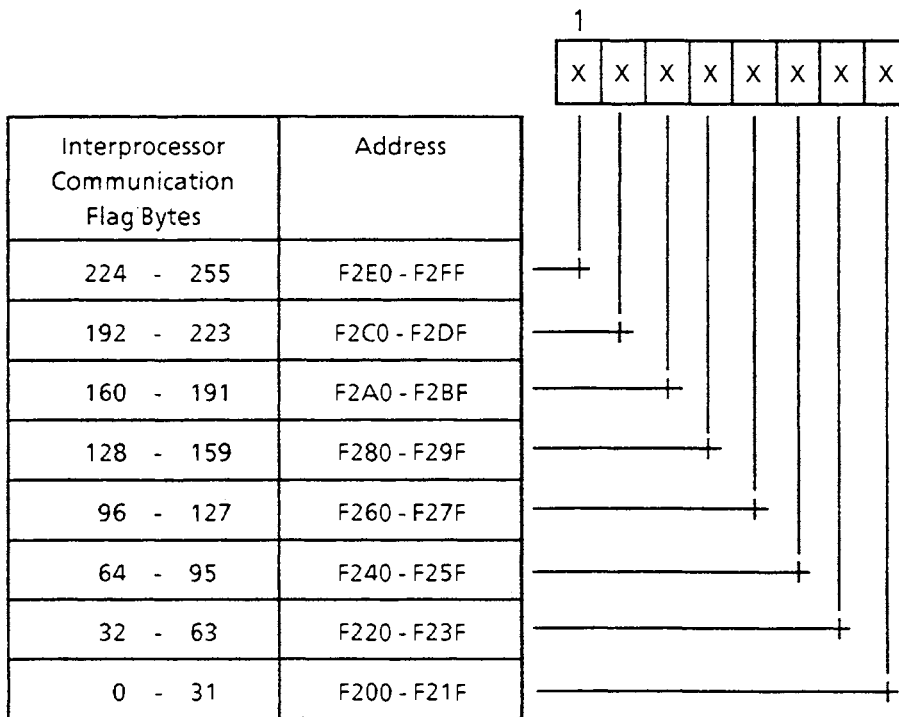 1
X X X X X X X X
Interprocessor Communication Flag Bytes Address
224 - 255 F2E0 - F2FF
192 - 223 F2C0 - F2DF
160 - 191 F2A0 - F2BF
128 - 159 F280 - F29F
96 - 127 F260 - F27F
64 - 95 F240 - F25F
32 - 63 F220 - F23F
0 - 31 F200 - F21F